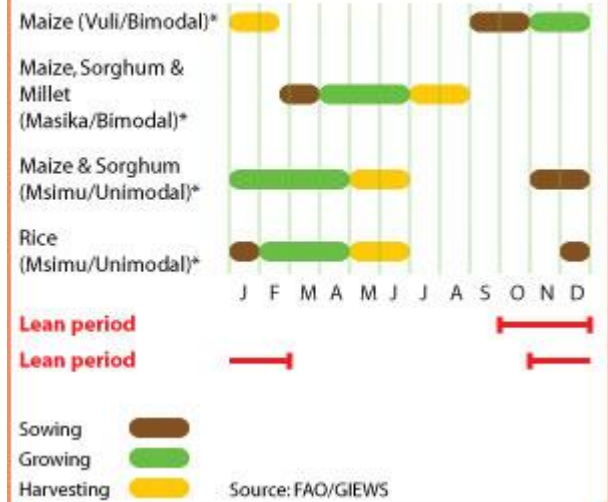 Maize (Vuli/Bimodal)*
Maize, Sorghum &
Millet
(Masika/Bimodal)*
Maize & Sorghum
(Msimu/Unimodal)*
Rice
(Msimu/Unimodal)*
J F M A M J J A S O N D
Lean period
Lean period
Sowing
Growing
Harvesting
Source: FAO/GIEWS